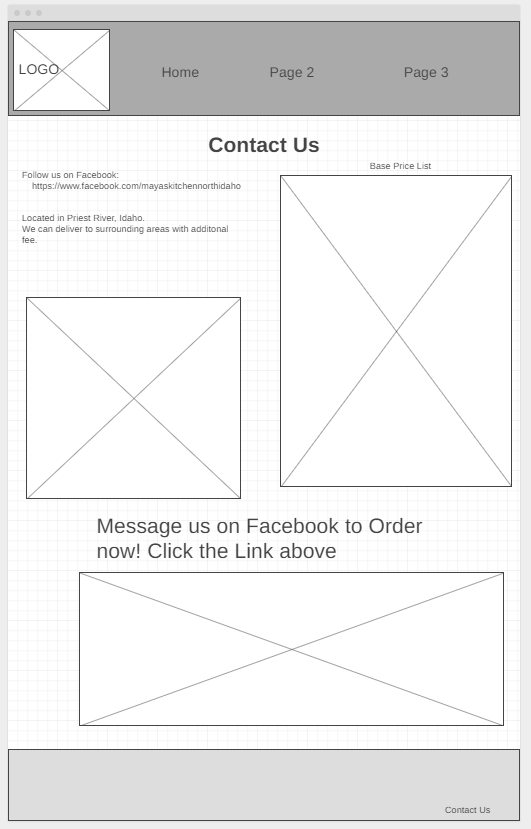 LOGO
Home
Page 2
Page 3
Contact Us
Follow us on Facebook:
https://www.facebook.com/mayaskitchennorthidaho
Located in Priest River, Idaho.
We can deliver to surrounding areas with additonal
fee.
Base Price List
Message us on Facebook to Order
now! Click the Link above
Contact Us